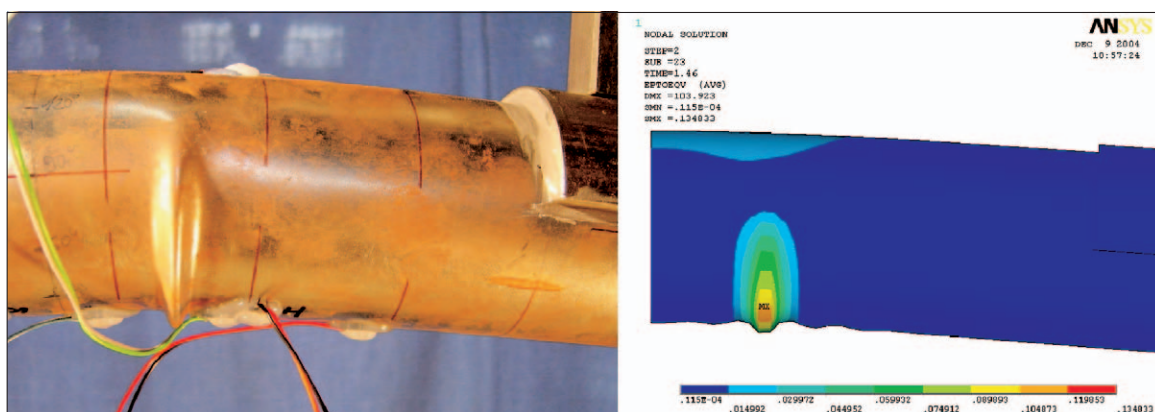 1
NODAL SOLUTION
STEP=2
SUB =23
TIME=1.46
EPTOEQV (AVG)
DMX =103.923
SMN =.115E-04
SMX =.134833
ANSYS
DEC 9 2004
10:57:24
MX
.115E-04 .029972 .059932 .089893 .119853
.014992 .044952 .074912 .104873 .134833